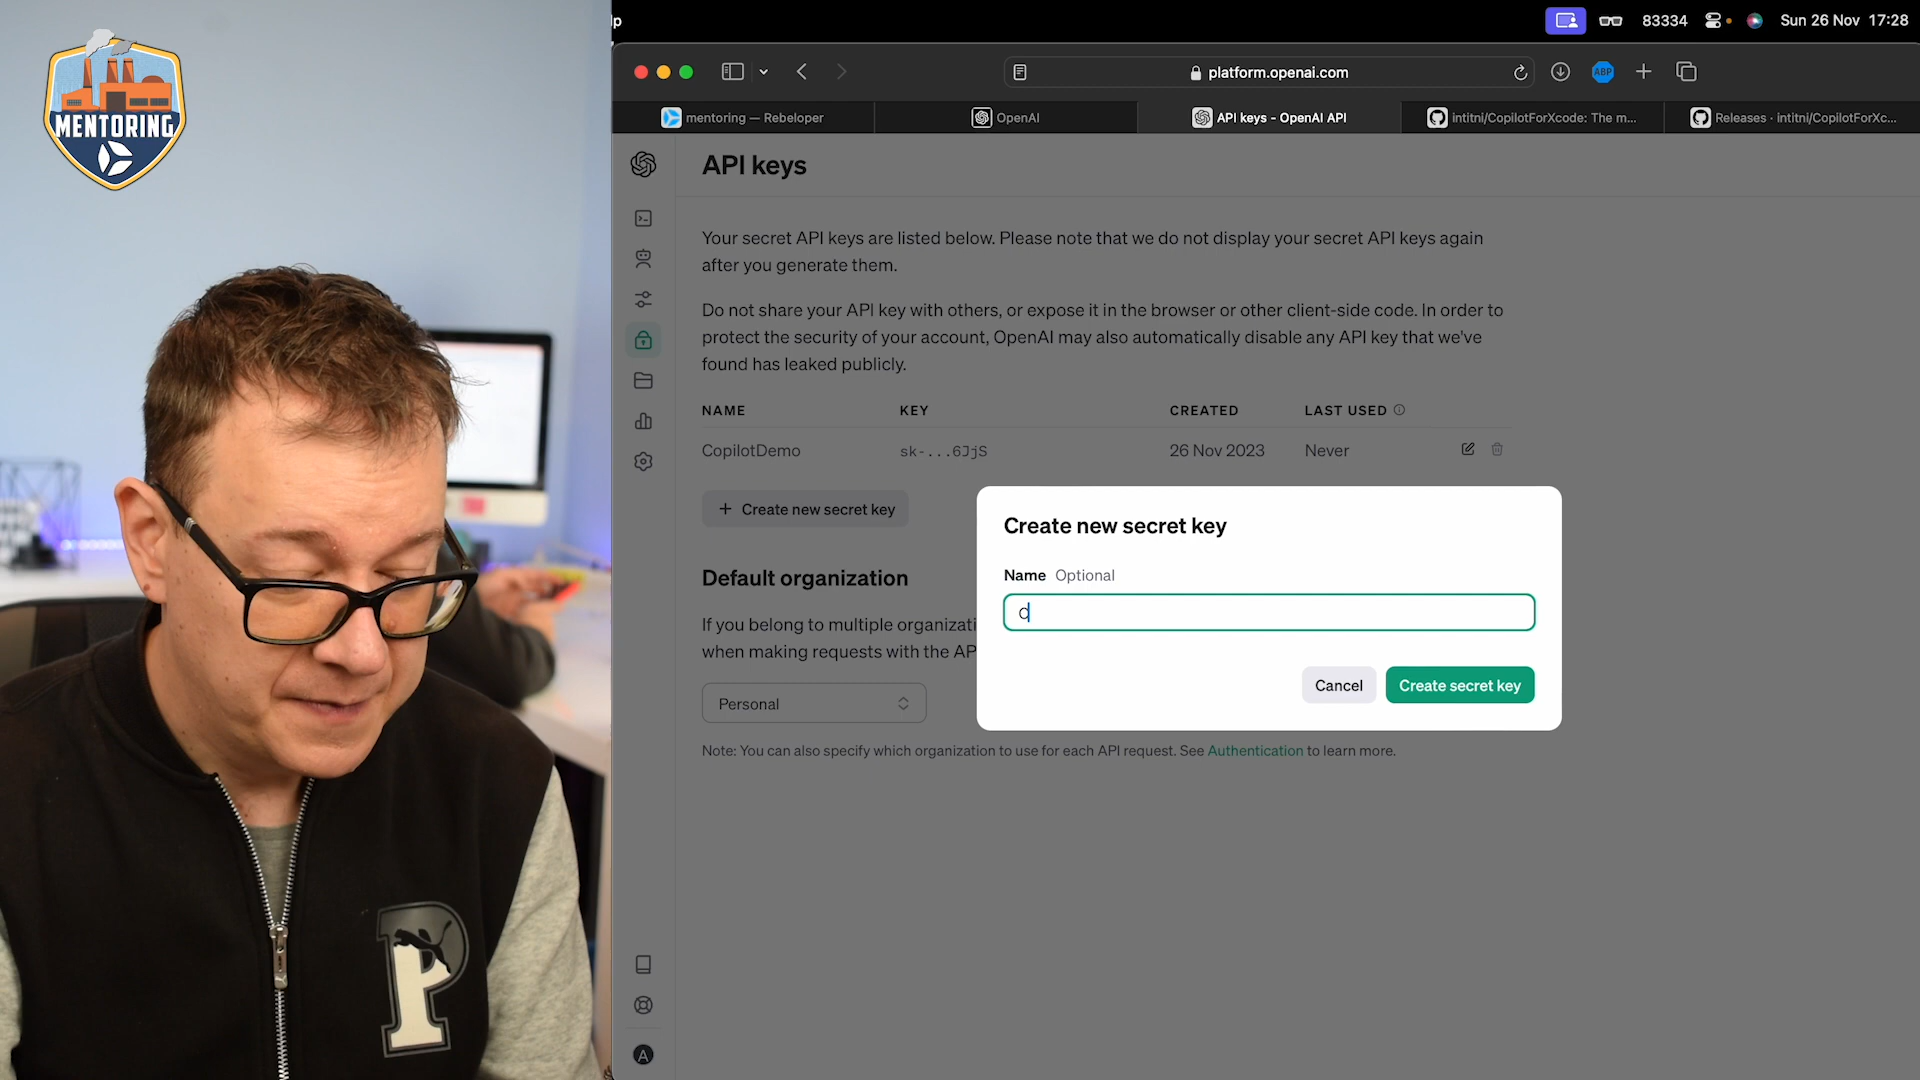 MENTORING
lp
83334
Sun 26 Nov 17:28
platform.openai.com
ABP
mentoring — Rebeloper
OpenAI
API keys - OpenAI API
intitni/CopilotForXcode: The m...
Releases · intitni/CopilotForXc...
API keys
Your secret API keys are listed below. Please note that we do not display your secret API keys again
after you generate them.
Do not share your API key with others, or expose it in the browser or other client-side code. In order to
protect the security of your account, OpenAI may also automatically disable any API key that we've
found has leaked publicly.
NAME KEY CREATED LAST USED
CopilotDemo sk-...6JjS 26 Nov 2023 Never
+ Create new secret key
Create new secret key
Name Optional
C
Cancel
Create secret key
Default organization
If you belong to multiple organizati
when making requests with the AP
Personal
Note: You can also specify which organization to use for each API request. See Authentication to learn more.
A
P